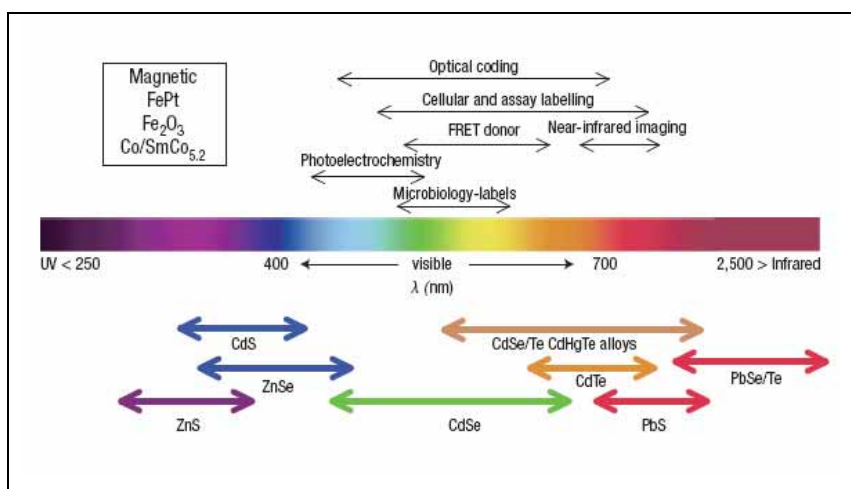 Magnetic
FePt
Fe₂O₃
Co/SmCo₅.₂
Optical coding
Cellular and assay labelling
FRET donor
Near-infrared imaging
Photoelectrochemistry
Microbiology-labels
UV < 250
400
visible
700
2,500 > Infrared
λ (nm)
CdS
CdSe/Te CdHgTe alloys
ZnSe
CdTe
PbSe/Te
ZnS
CdSe
PbS